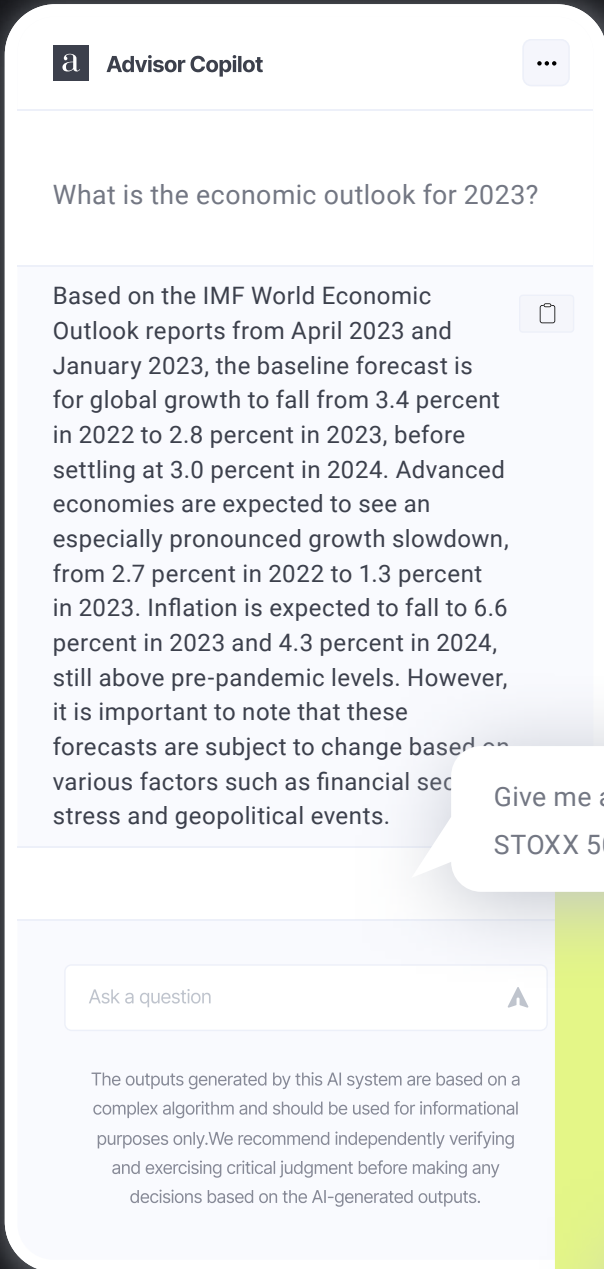 a Advisor Copilot
What is the economic outlook for 2023?
Based on the IMF World Economic
Outlook reports from April 2023 and
January 2023, the baseline forecast is
for global growth to fall from 3.4 percent
in 2022 to 2.8 percent in 2023, before
settling at 3.0 percent in 2024. Advanced
economies are expected to see an
especially pronounced growth slowdown,
from 2.7 percent in 2022 to 1.3 percent
in 2023. Inflation is expected to fall to 6.6
percent in 2023 and 4.3 percent in 2024,
still above pre-pandemic levels. However,
it is important to note that these
forecasts are subject to change based on
various factors such as financial
stress and geopolitical events.
Give me
STOXX
Ask a question
The outputs generated by this AI system are based on a
complex algorithm and should be used for informational
purposes only.We recommend independently verifying
and exercising critical judgment before making any
decisions based on the AI-generated outputs.